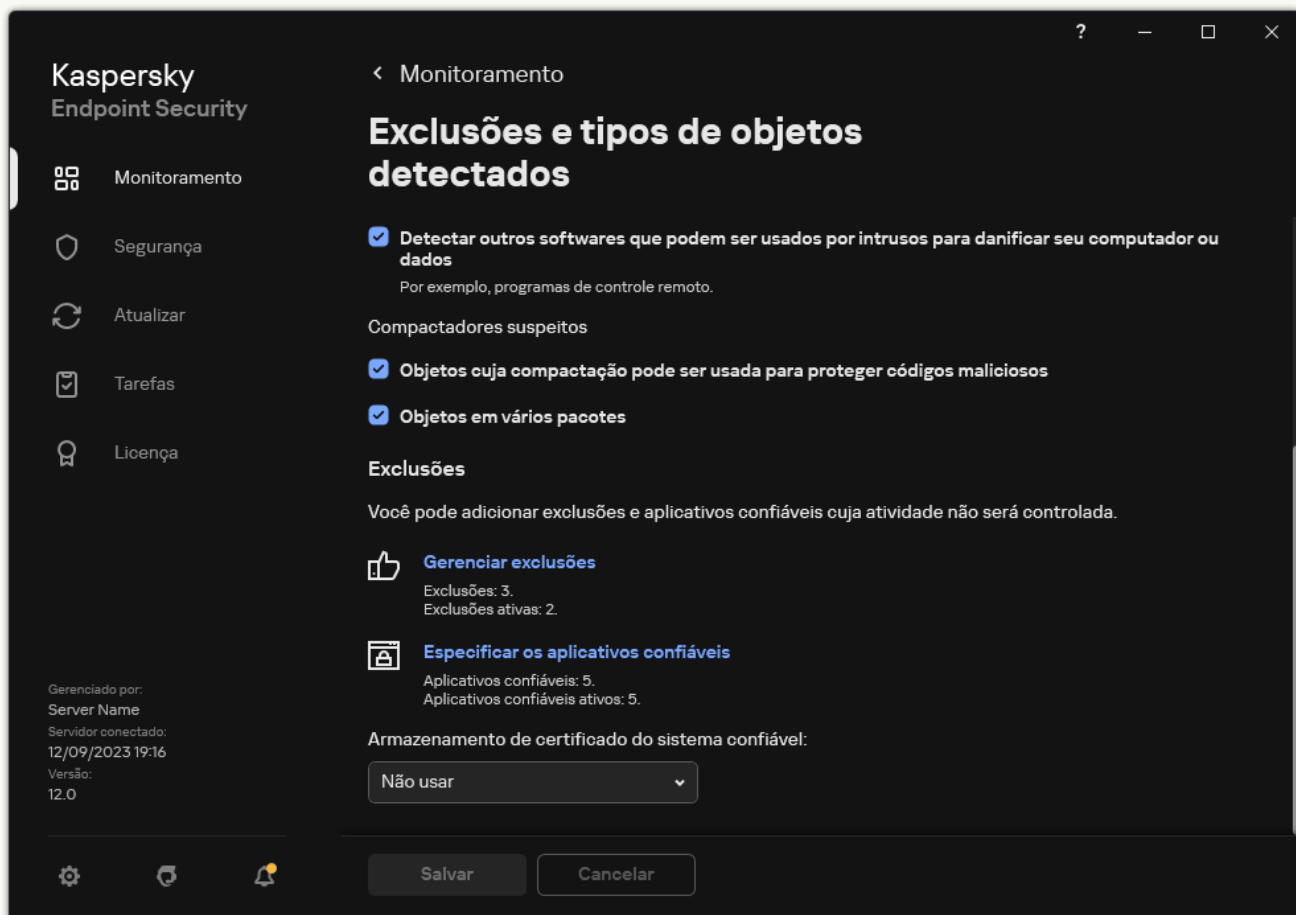 ?
Kaspersky
Endpoint Security
Monitoramento
Segurança
Atualizar
Tarefas
Licença
Gerenciado por:
Server Name
Servidor conectado:
12/09/2023 19:16
Versão:
12.0
Monitoramento
Exclusões e tipos de objetos
detectados
Detectar outros softwares que podem ser usados por intrusos para danificar seu computador ou
dados
Por exemplo, programas de controle remoto.
Compactadores suspeitos
Objetos cuja compactação pode ser usada para proteger códigos maliciosos
Objetos em vários pacotes
Exclusões
Você pode adicionar exclusões e aplicativos confiáveis cuja atividade não será controlada.
Gerenciar exclusões
Exclusões: 3.
Exclusões ativas: 2.
Especificar os aplicativos confiáveis
Aplicativos confiáveis: 5.
Aplicativos confiáveis ativos: 5.
Armazenamento de certificado do sistema confiável:
Não usar
Salvar
Cancelar